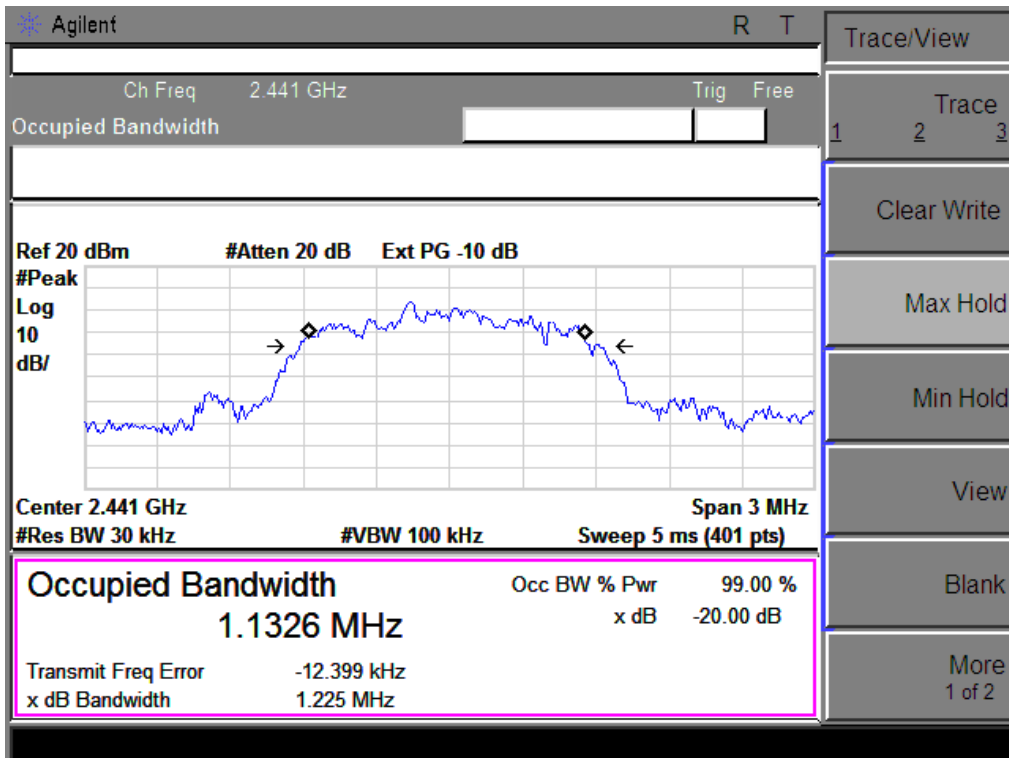 Agilent R T
Ch Freq 2.441 GHz Trig Free
Occupied Bandwidth
Ref 20 dBm #Atten 20 dB Ext PG -10 dB
#Peak
Log
10
dB/
Center 2.441 GHz Span 3 MHz
#Res BW 30 kHz #VBW 100 kHz Sweep 5 ms (401 pts)
Occupied Bandwidth Occ BW % Pwr 99.00 %
1.1326 MHz x dB -20.00 dB
Transmit Freq Error -12.399 kHz
x dB Bandwidth 1.225 MHz
Trace/View
Trace
1 2 3
Clear Write
Max Hold
Min Hold
View
Blank
More
1 of 2